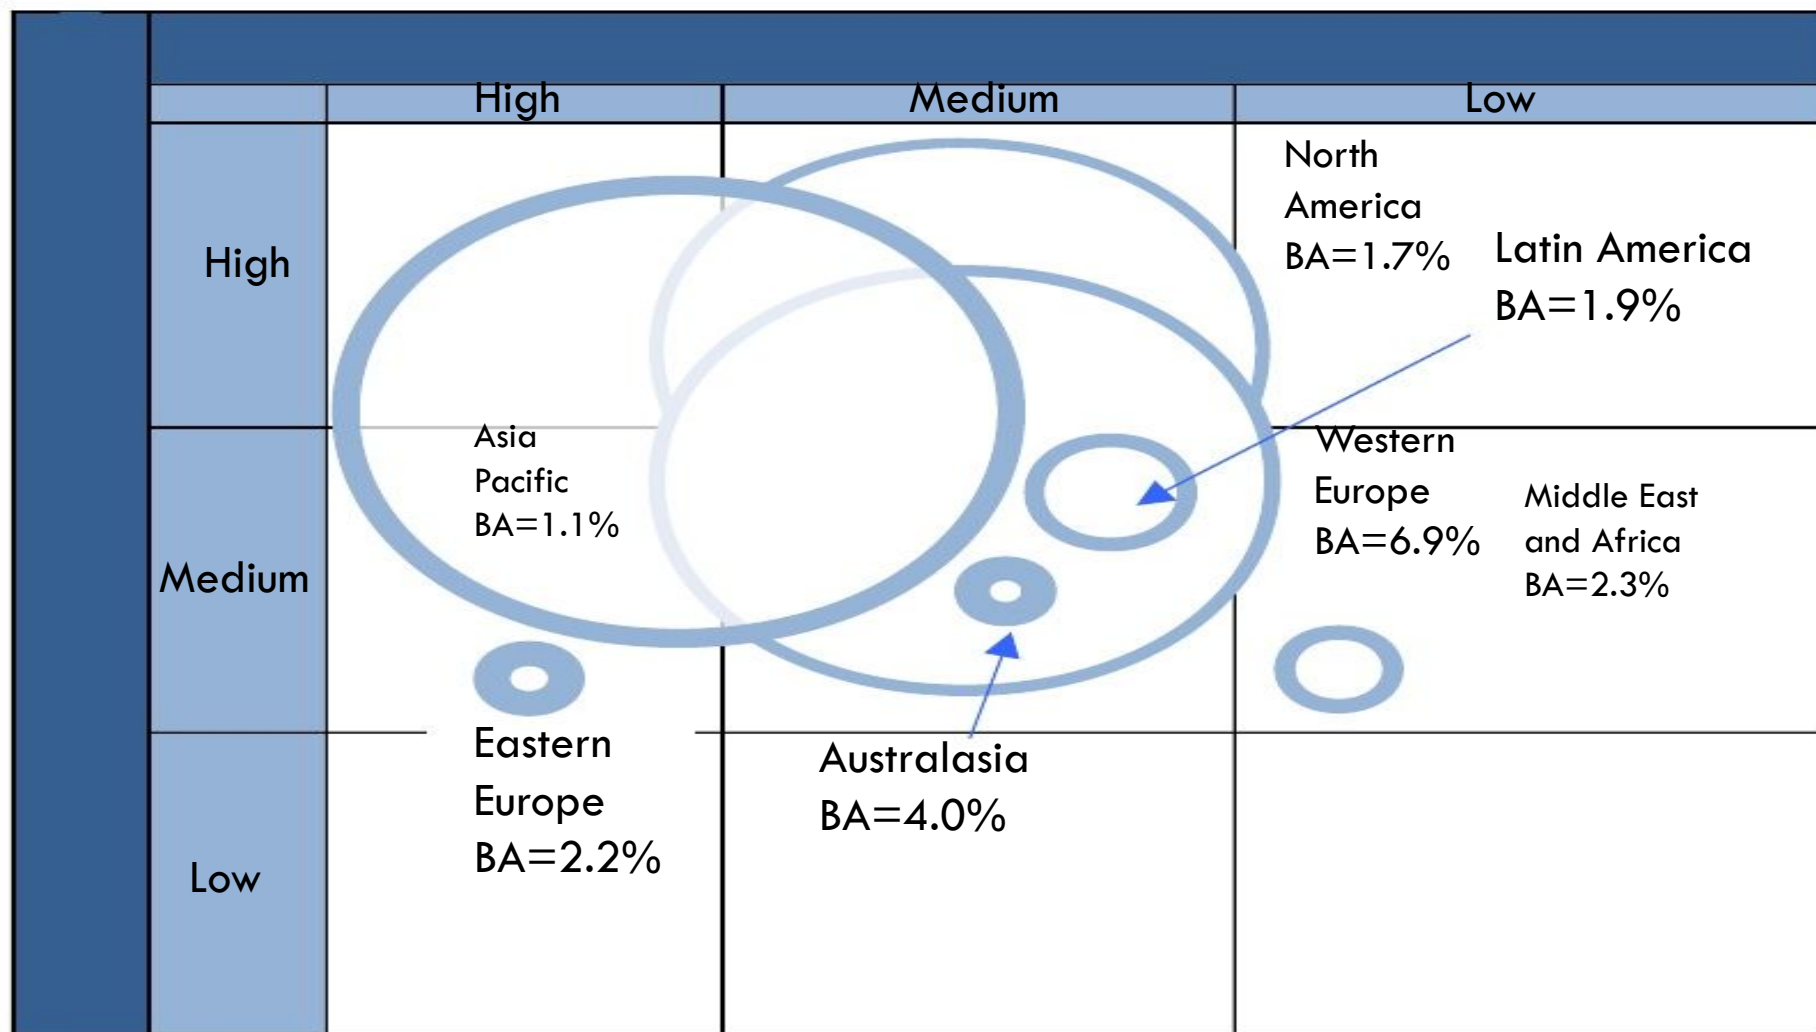 High
Medium
Low
High
Medium
Low
North
America
BA=1.7%
Latin America
BA=1.9%
Asia
Pacific
BA=1.1%
Western
Europe
BA=6.9%
Middle East
and Africa
BA=2.3%
Eastern
Europe
BA=2.2%
Australasia
BA=4.0%